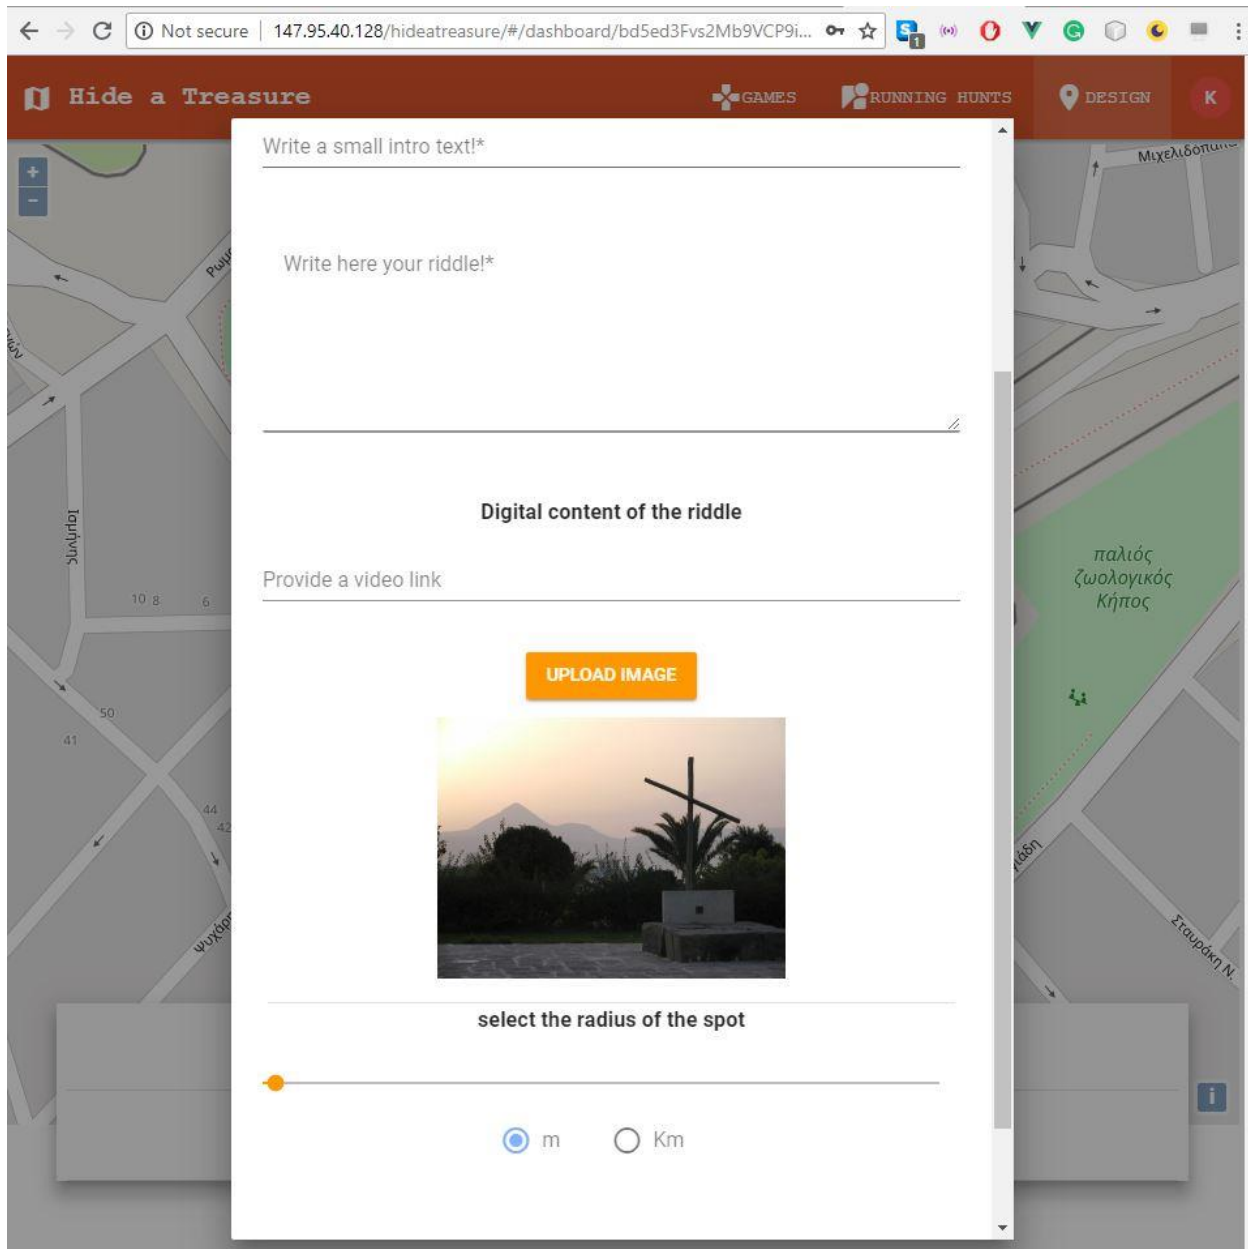 Not secure | 147.95.40.128/hideatreasure/#/dashboard/bd5ed3Fvs2Mb9VCP9i...
Hide a Treasure
GAMES
RUNNING HUNTS
DESIGN
K
+
-
Write a small intro text!*
Write here your riddle!*
Digital content of the riddle
Provide a video link
UPLOAD IMAGE
select the radius of the spot
m
Km
Ισμήνης
10 8 6
50
41
44
42
παλιός
ζωολογικός
Κήπος
Σταυράκη Ν.
i